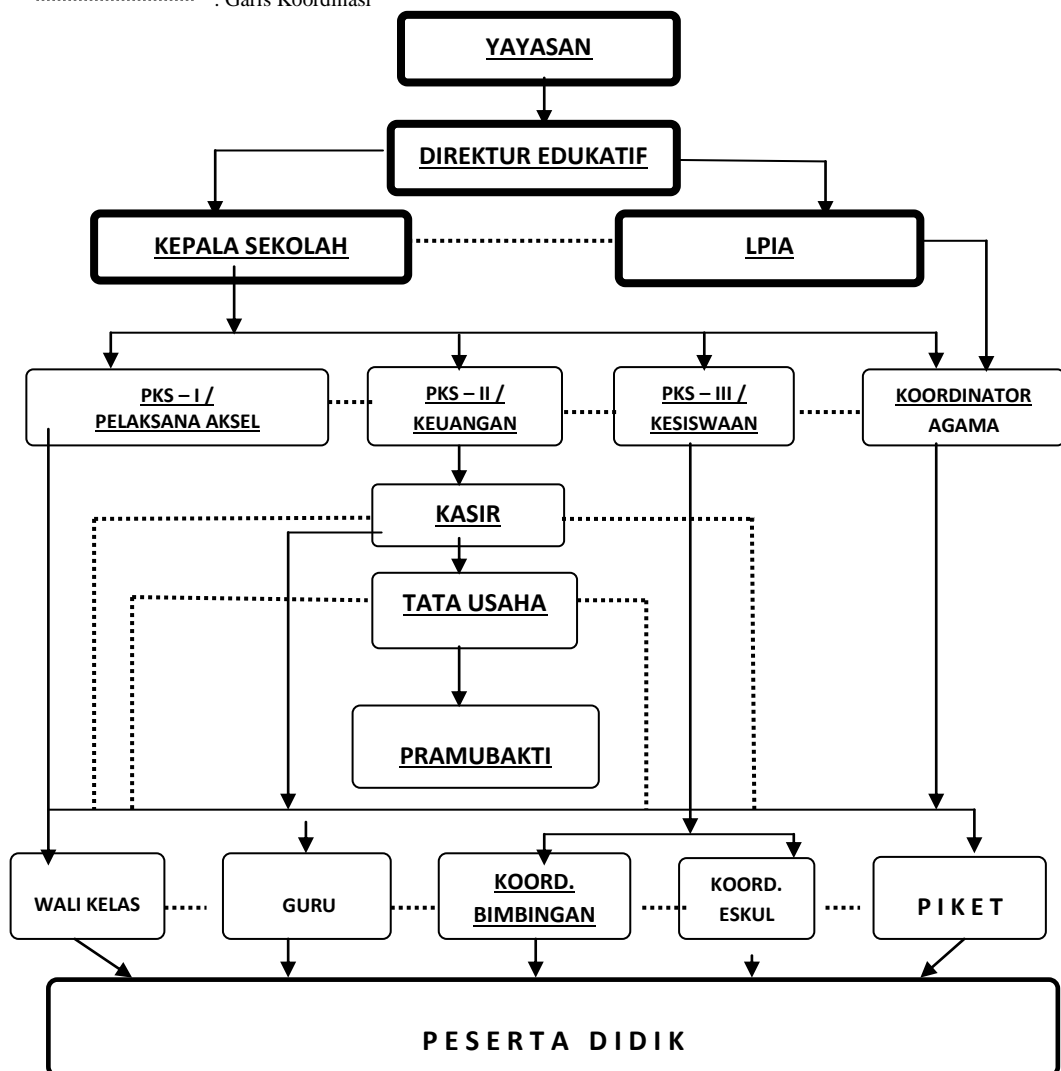 : Garis Koordinasi
YAYASAN
DIREKTUR EDUKATIF
KEPALA SEKOLAH
LPIA
PKS – I /
PELAKSANA AKSEL
PKS – II /
KEUANGAN
PKS – III /
KESISWAAN
KOORDINATOR
AGAMA
KASIR
TATA USAHA
PRAMUBAKTI
WALI KELAS
GURU
KOORD.
BIMBINGAN
KOORD.
ESKUL
P I K E T
P E S E R T A  D I D I K